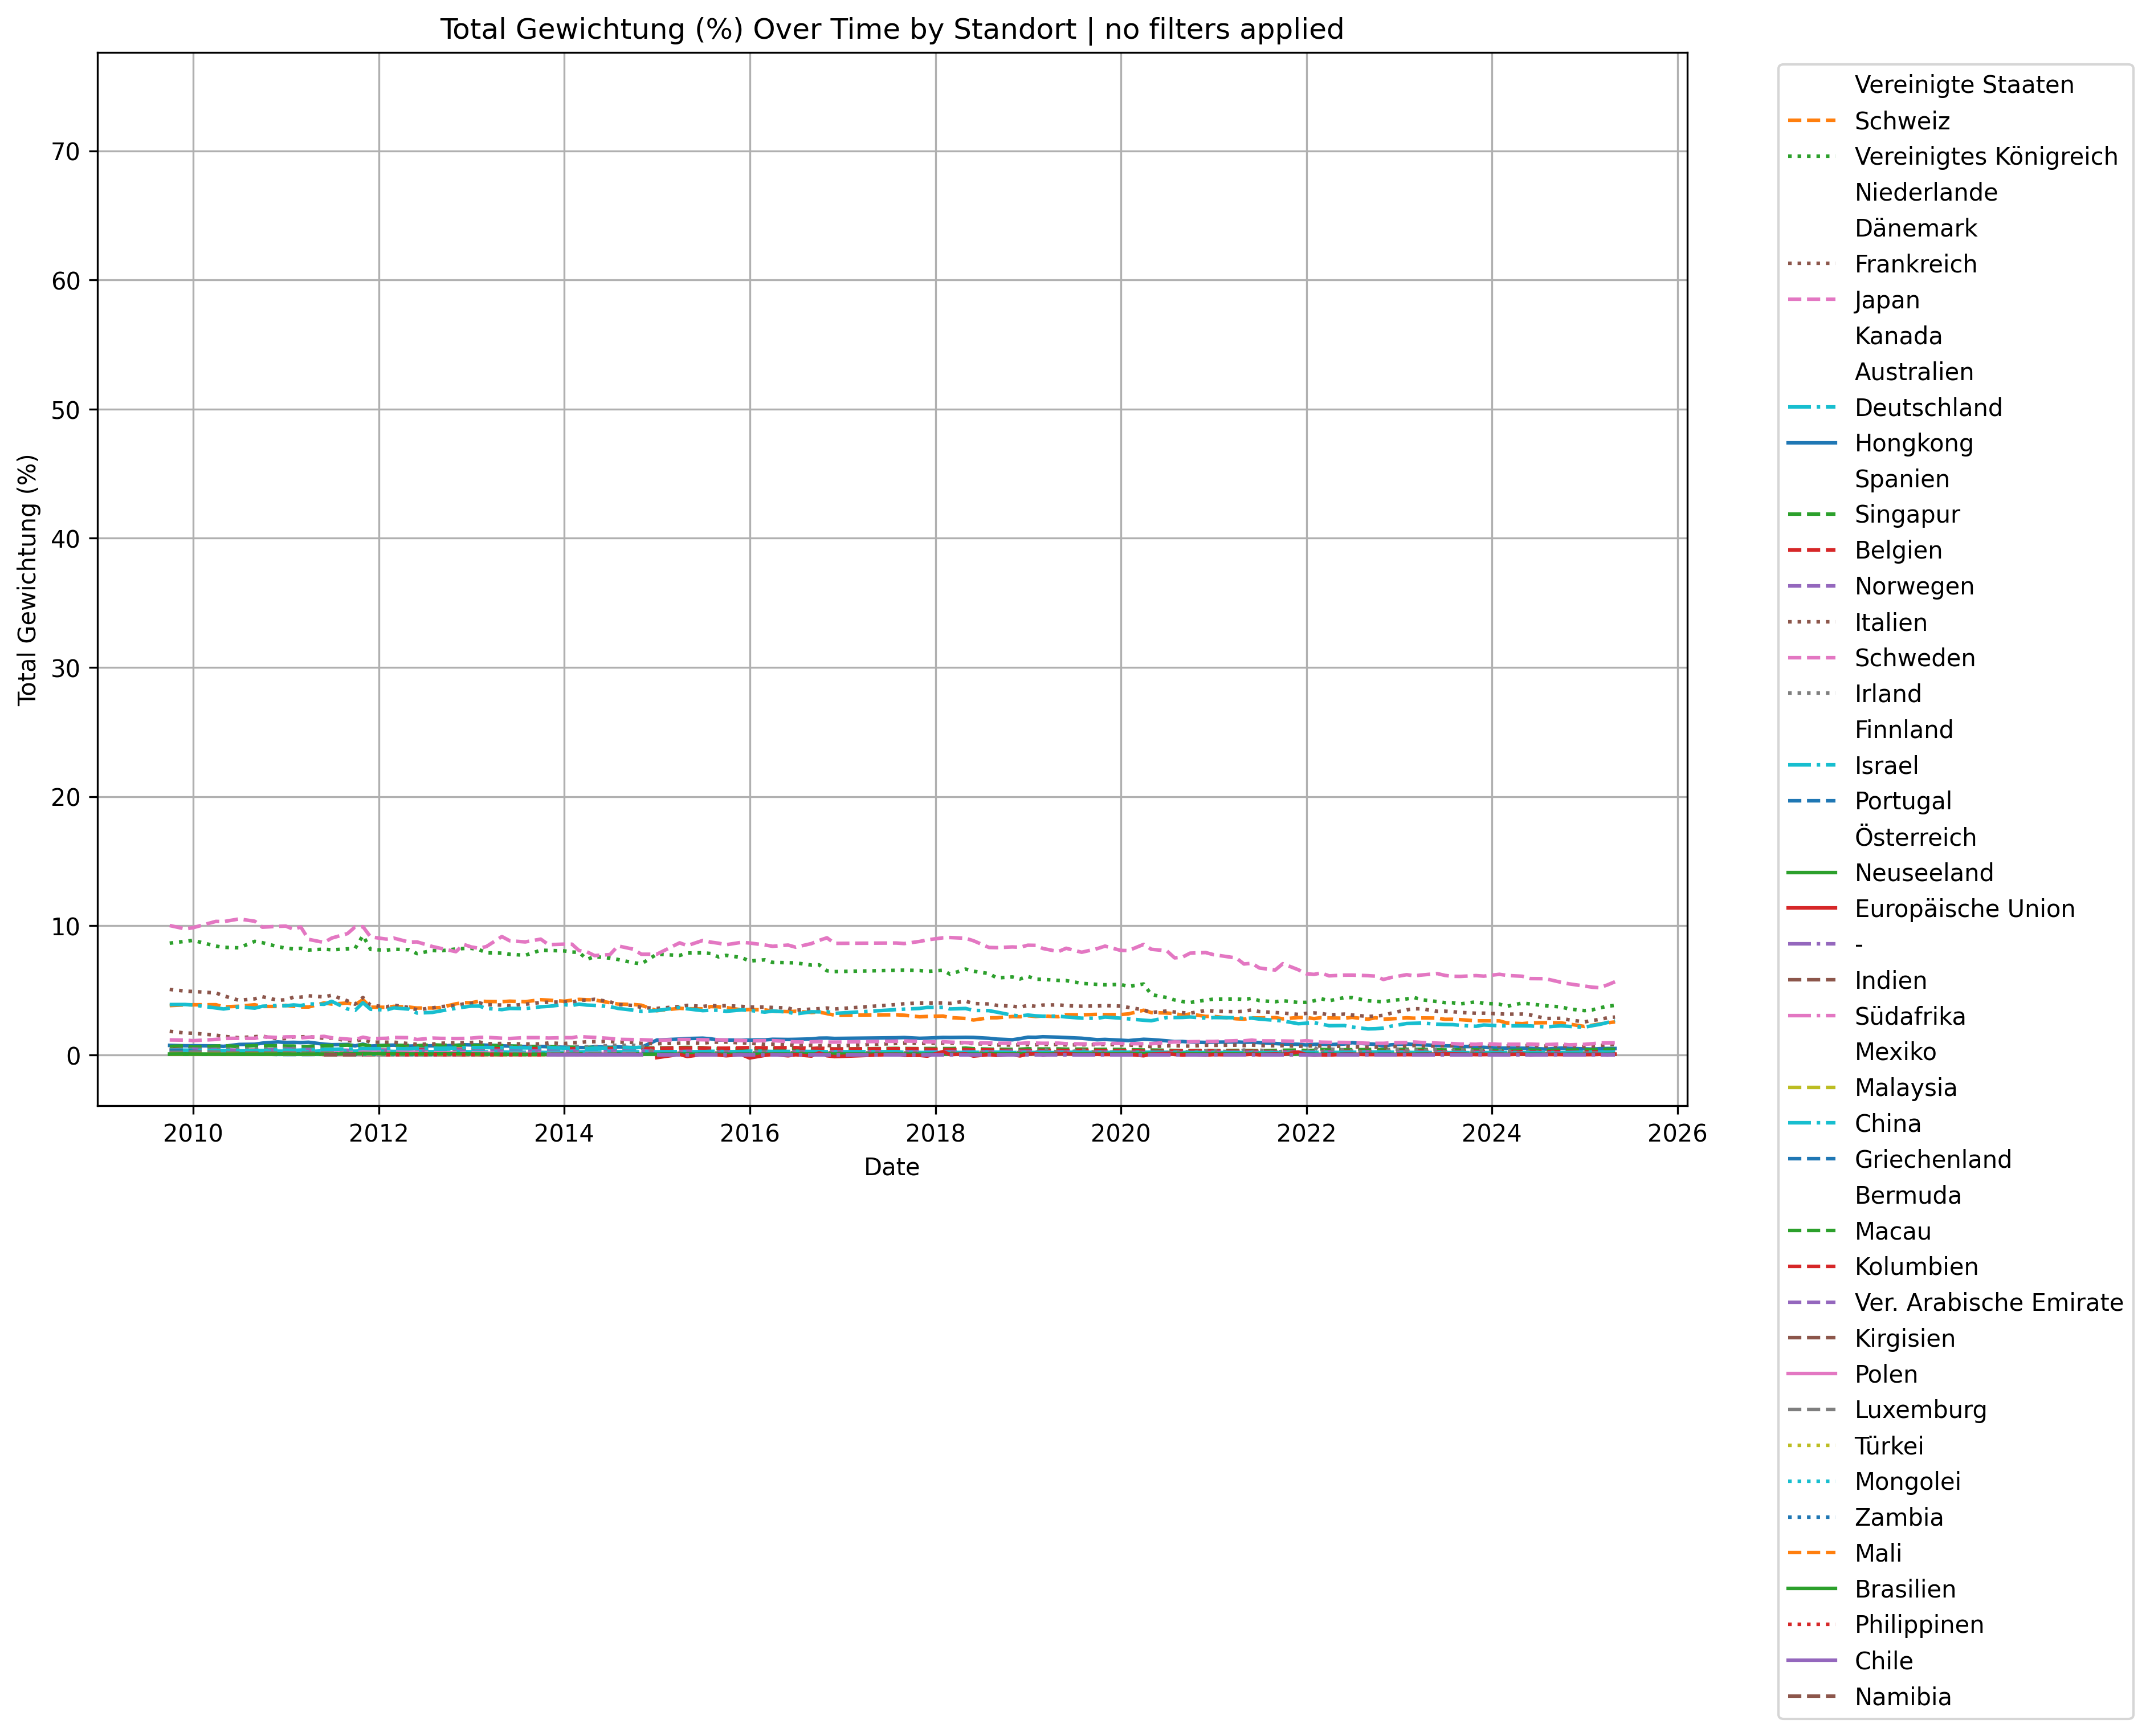 Total Gewichtung (%) Over Time by Standort | no filters applied
Total Gewichtung (%)
70
60
50
40
30
20
10
0
2010
2012
2014
2016
2018
2020
2022
2024
2026
Date
Vereinigte Staaten
Schweiz
Vereinigtes Königreich
Niederlande
Dänemark
Frankreich
Japan
Kanada
Australien
Deutschland
Hongkong
Spanien
Singapur
Belgien
Norwegen
Italien
Schweden
Irland
Finnland
Israel
Portugal
Österreich
Neuseeland
Europäische Union
-
Indien
Südafrika
Mexiko
Malaysia
China
Griechenland
Bermuda
Macau
Kolumbien
Ver. Arabische Emirate
Kirgisien
Polen
Luxemburg
Türkei
Mongolei
Zambia
Mali
Brasilien
Philippinen
Chile
Namibia